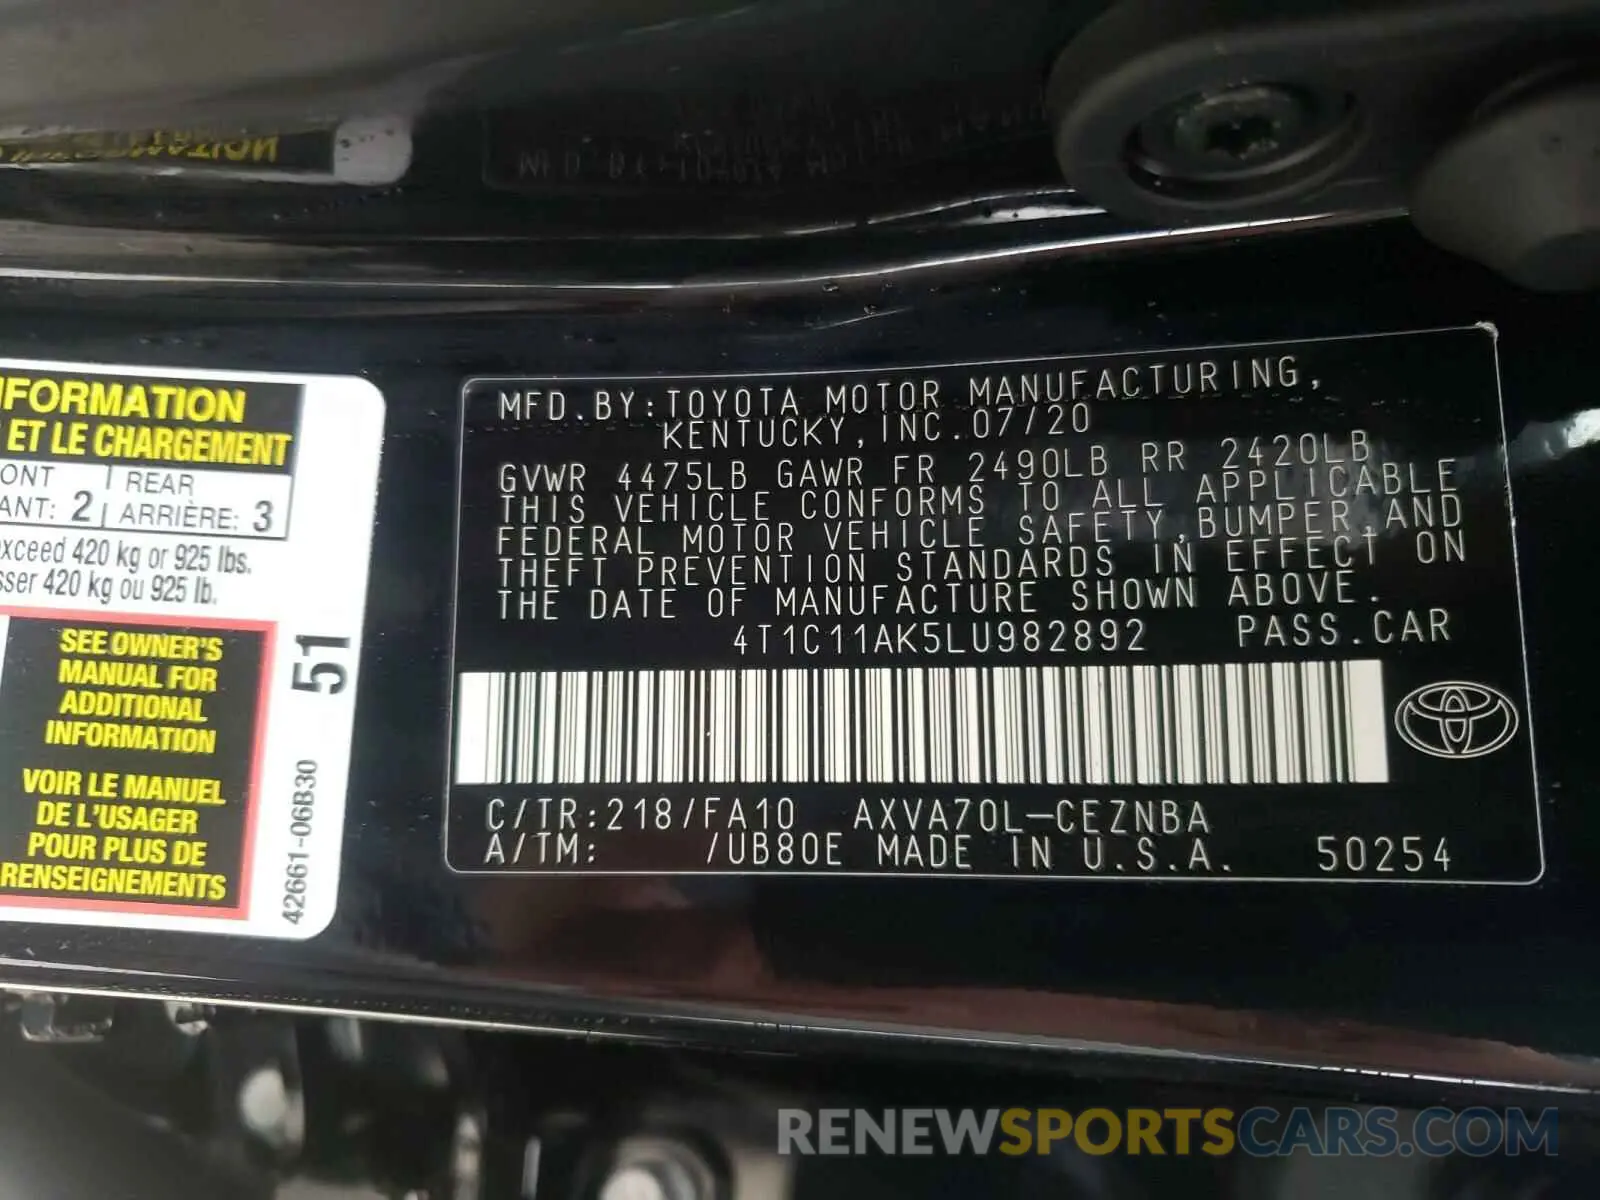 NFORMATION
ET LE CHARGEMENT
ONT REAR
ANT: 2 ARRIÈRE: 3
xceed 420 kg or 925 lbs.
sser 420 kg ou 925 lb.
SEE OWNER'S
MANUAL FOR
ADDITIONAL
INFORMATION
VOIR LE MANUEL
DE L'USAGER
POUR PLUS DE
RENSEIGNEMENTS
51
42661-06B30
MFD.BY:TOYOTA MOTOR MANUFACTURING,
KENTUCKY,INC.07/20
GVWR 4475LB GAWR FR 2490LB RR 2420LB
THIS VEHICLE CONFORMS TO ALL APPLICABLE
FEDERAL MOTOR VEHICLE SAFETY,BUMPER,AND
THEFT PREVENTION STANDARDS IN EFFECT ON
THE DATE OF MANUFACTURE SHOWN ABOVE.
4T1C11AK5LU982892 PASS.CAR
C/TR:218/FA10 AXVA70L-CEZNBA
A/TM: /UB80E MADE IN U.S.A. 50254
RENEWSPORTSCARS.COM